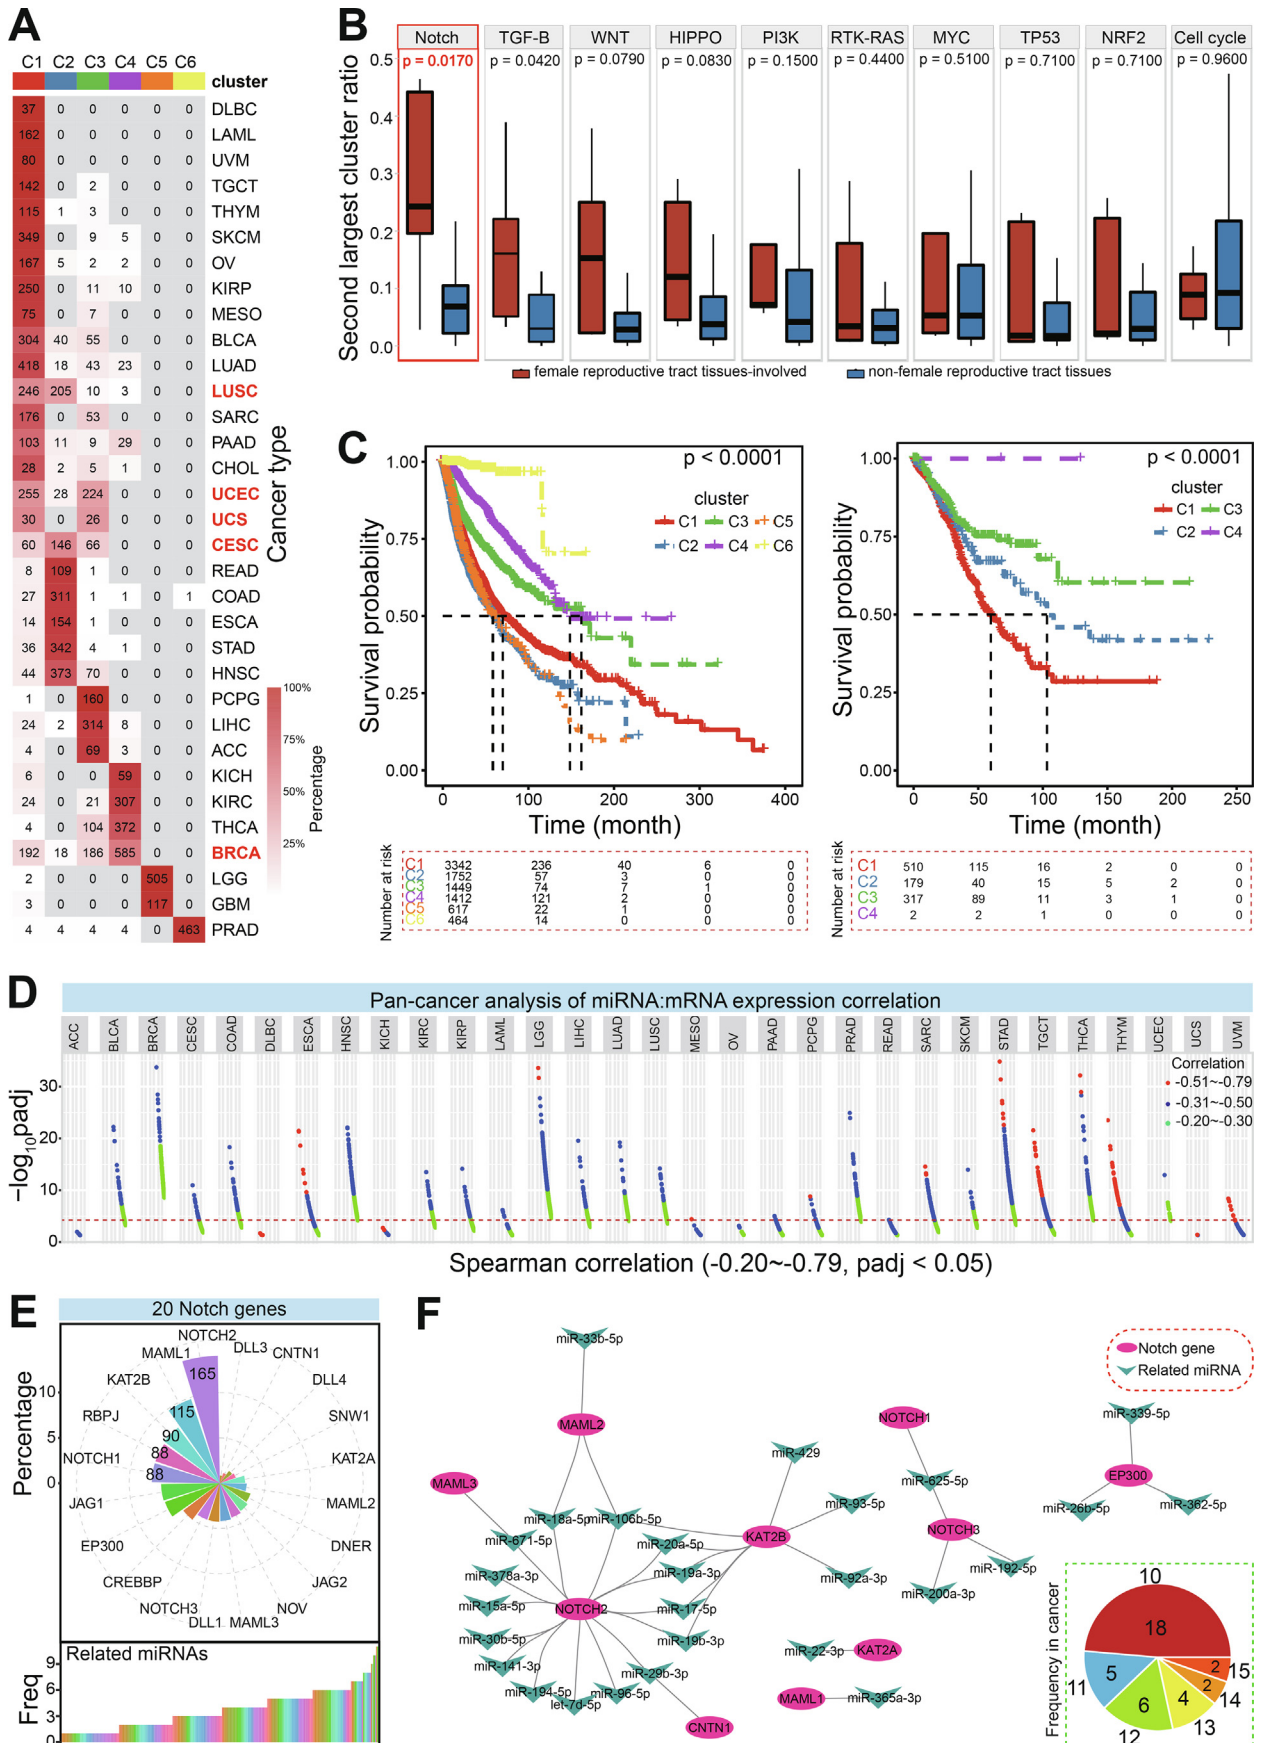 A
C1 C2 C3 C4 C5 C6
cluster
37 0 0 0 0 0 DLBC
162 0 0 0 0 0 LAML
80 0 0 0 0 0 UVM
142 0 2 0 0 0 TGCT
115 1 3 0 0 0 THYM
349 0 9 5 0 0 SKCM
167 5 2 2 0 0 OV
250 0 11 10 0 0 KIRP
75 0 7 0 0 0 MESO
304 40 55 0 0 0 BLCA
418 18 43 23 0 0 LUAD
246 205 10 3 0 0 LUSC
176 0 53 0 0 0 SARC
103 11 9 29 0 0 PAAD
28 2 5 1 0 0 CHOL
255 28 224 0 0 0 UCEC
30 0 26 0 0 0 UCS
60 146 66 0 0 0 CESC
8 109 1 0 0 0 READ
27 311 1 1 0 1 COAD
14 154 1 0 0 0 ESCA
36 342 4 1 0 0 STAD
44 373 70 0 0 0 HNSC
1 0 160 0 0 0 PCPG
24 2 314 8 0 0 LIHC
4 0 69 3 0 0 ACC
6 0 0 59 0 0 KICH
24 0 21 307 0 0 KIRC
4 0 104 372 0 0 THCA
192 18 186 585 0 0 BRCA
2 0 0 0 505 0 LGG
3 0 0 0 117 0 GBM
4 4 4 4 0 463 PRAD
Cancer type
100%
75%
50%
25%
Percentage
B
Notch TGF-B WNT HIPPO PI3K RTK-RAS MYC TP53 NRF2 Cell cycle
p = 0.0170 p = 0.0420 p = 0.0790 p = 0.0830 p = 0.1500 p = 0.4400 p = 0.5100 p = 0.7100 p = 0.7100 p = 0.9600
Second largest cluster ratio
0.5
0.4
0.3
0.2
0.1
0.0
female reproductive tract tissues-involved non-female reproductive tract tissues
C
Survival probability
1.00
0.75
0.50
0.25
0.00
p < 0.0001
cluster
C1 C3 C5
C2 C4 C6
0 100 200 300 400
Time (month)
Number at risk
C1 3342 236 40 6 0
C2 1752 57 3 0 0
C3 1449 74 7 1 0
C4 1412 121 2 0 0
C5 617 22 1 0 0
C6 464 14 0 0 0
Survival probability
1.00
0.75
0.50
0.25
0.00
p < 0.0001
cluster
C1 C3
C2 C4
0 50 100 150 200 250
Time (month)
Number at risk
C1 510 115 16 2 0 0
C2 179 40 15 5 2 0
C3 317 89 11 3 1 0
C4 2 2 1 0 0 0
D
Pan-cancer analysis of miRNA:mRNA expression correlation
ACC BLCA BRCA CESC COAD DLBC ESCA HNSC KICH KIRC KIRP LAML LGG LIHC LUAD LUSC MESO OV PAAD PCPG PRAD READ SARC SKCM STAD TGCT THCA THYM UCEC UCS UVM
−log10padj
30
20
10
0
Correlation
-0.51~-0.79
-0.31~-0.50
-0.20~-0.30
Spearman correlation (-0.20~-0.79, padj < 0.05)
E
20 Notch genes
NOTCH2
DLL3
CNTN1
DLL4
SNW1
KAT2A
MAML2
DNER
JAG2
NOV
MAML3
DLL1
NOTCH3
CREBBP
EP300
JAG1
NOTCH1
RBPJ
KAT2B
MAML1
165
115
90
88
88
Percentage
10
5
0
Related miRNAs
Freq
9
6
3
0
F
Notch gene
Related miRNA
miR-33b-5p
MAML2
MAML3
miR-18a-5p
miR-106b-5p
miR-671-5p
miR-378a-3p
miR-15a-5p
NOTCH2
miR-30b-5p
miR-141-3p
miR-194-5p
let-7d-5p
miR-96-5p
miR-29b-3p
CNTN1
miR-20a-5p
miR-19a-3p
miR-17-5p
miR-19b-3p
miR-429
miR-93-5p
KAT2B
miR-92a-3p
NOTCH1
miR-625-5p
NOTCH3
miR-192-5p
miR-200a-3p
miR-22-3p
KAT2A
MAML1
miR-365a-3p
miR-339-5p
EP300
miR-26b-5p
miR-362-5p
Frequency in cancer
10
18
5
11
6
12
4
13
2
14
2
15